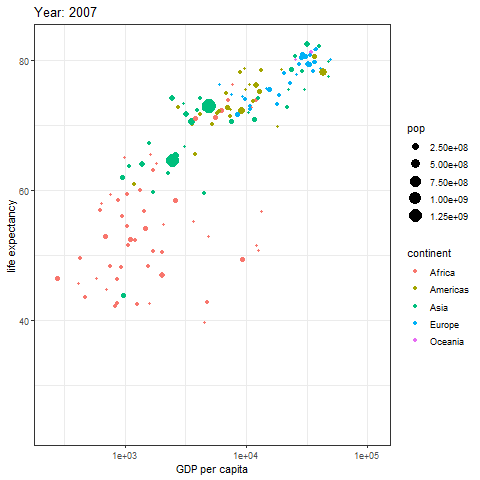 Year: 2007
80
60
40
life expectancy
1e+03
1e+04
1e+05
GDP per capita
pop
2.50e+08
5.00e+08
7.50e+08
1.00e+09
1.25e+09
continent
Africa
Americas
Asia
Europe
Oceania